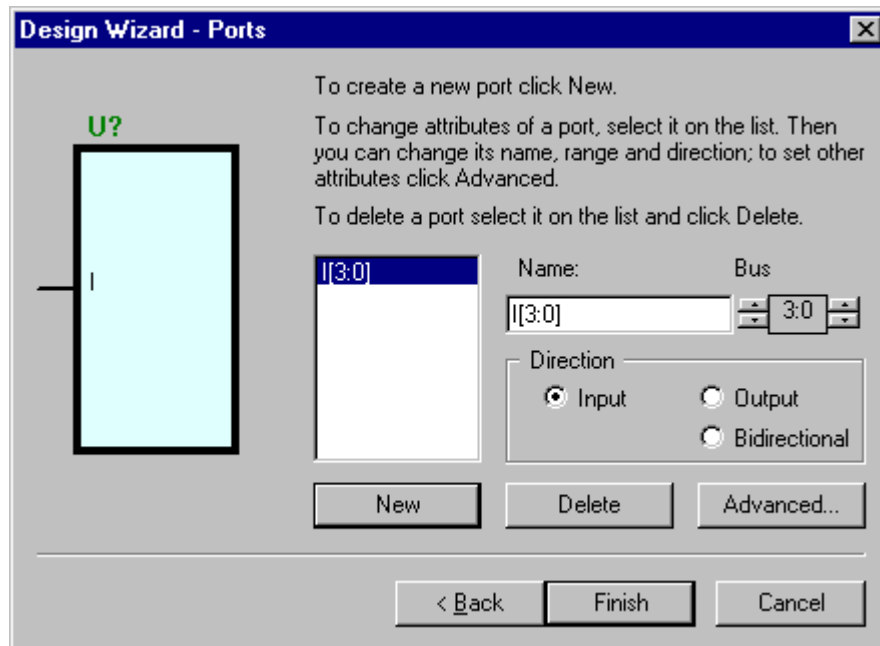 Design Wizard - Ports
To create a new port click New.
U?
To change attributes of a port, select it on the list. Then
you can change its name, range and direction; to set other
attributes click Advanced.
To delete a port select it on the list and click Delete.
I
I[3:0]
Name:
Bus
I[3:0]
3:0
Direction
Input
Output
Bidirectional
New
Delete
Advanced...
< Back
Finish
Cancel